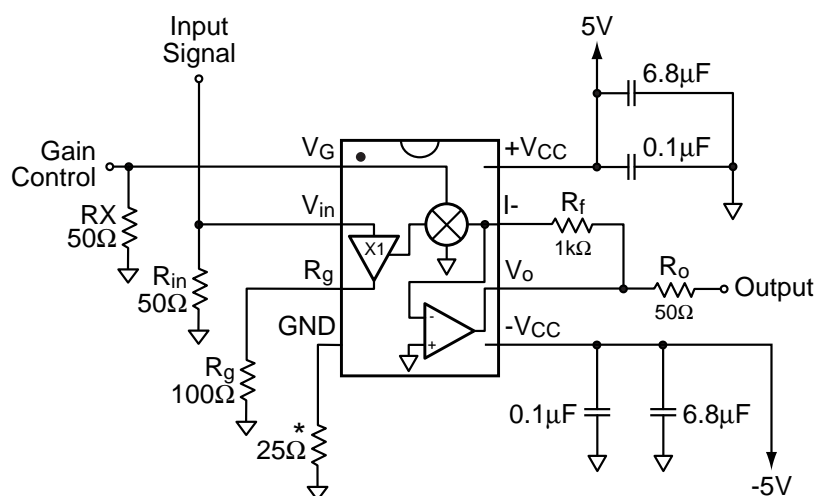 Input
Signal
5V
6.8µF
0.1µF
Gain
Control
VG
+VCC
RX
50Ω
Vin
X1
I-
Rf
1kΩ
Rin
50Ω
Rg
Vo
Ro
50Ω
Output
GND
-
+
-VCC
Rg
100Ω
*
25Ω
0.1µF
6.8µF
-5V